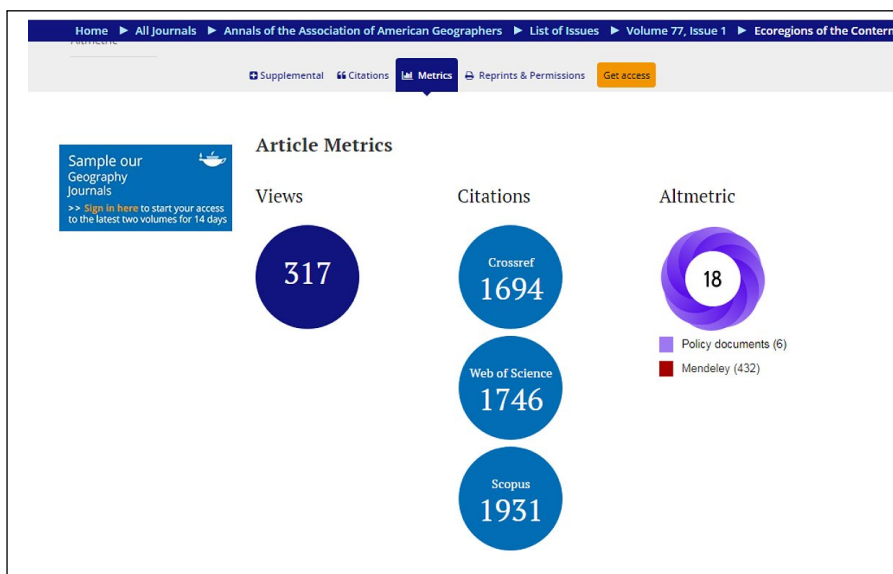 Home ► All Journals ► Annals of the Association of American Geographers ► List of Issues ► Volume 77, Issue 1 ► Ecoregions of the Contern
Altmetric
Supplemental Citations Metrics Reprints & Permissions Get access
Sample our
Geography
Journals
>> Sign in here to start your access
to the latest two volumes for 14 days
Article Metrics
Views
317
Citations
Crossref
1694
Web of Science
1746
Scopus
1931
Altmetric
18
Policy documents (6)
Mendeley (432)